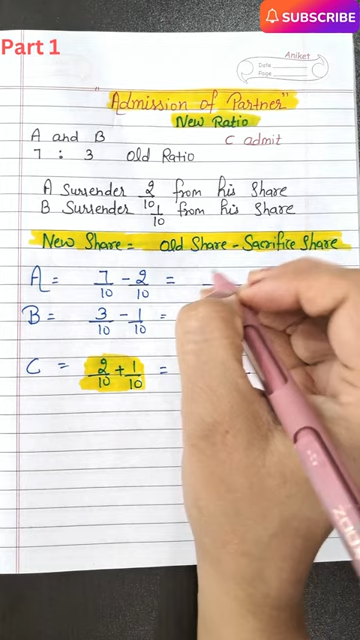 SUBSCRIBE
Part 1
Aniket
Date
Page
"Admission of Partner"
New Ratio
A and B C admit
7 : 3 Old Ratio
A Surrender 2/10 from his Share
B Surrender 1/10 from his Share
New Share = Old Share - Sacrifice Share
A = 7/10 - 2/10 =
B = 3/10 - 1/10 =
C = 2/10 + 1/10 =
ZOU